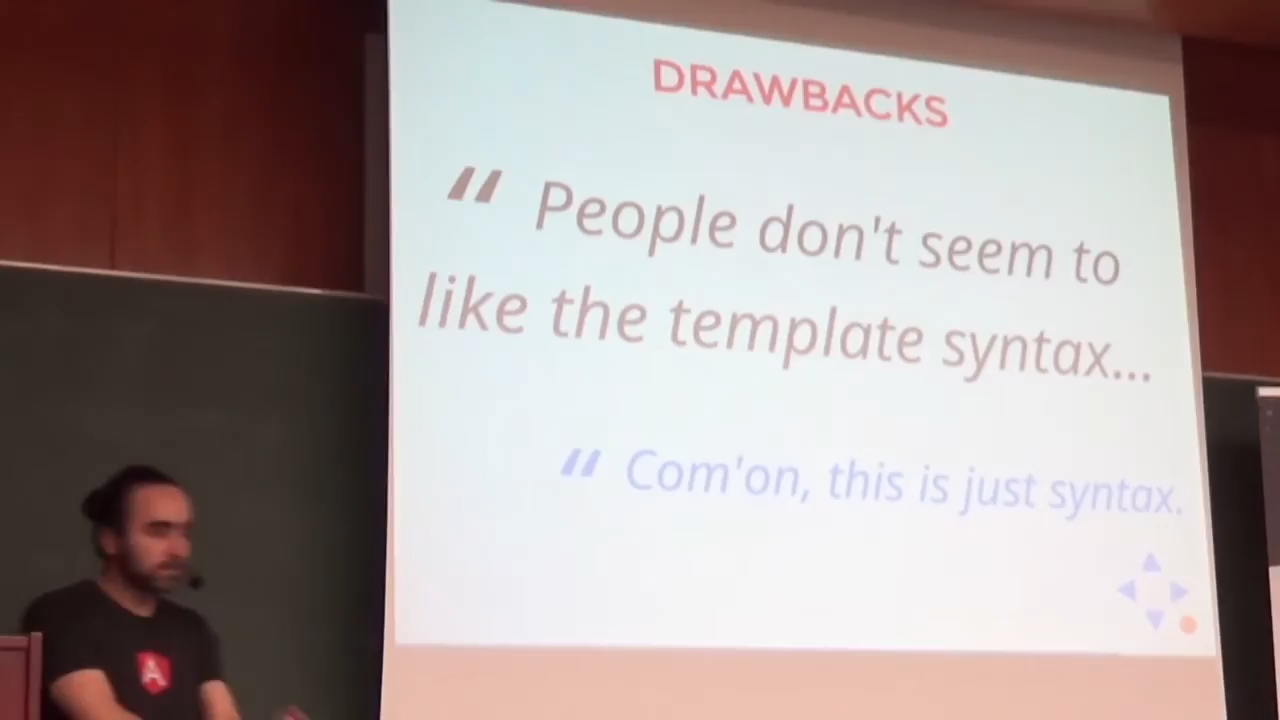 DRAWBACKS
“ People don't seem to
like the template syntax...
“ Com'on, this is just syntax.
A